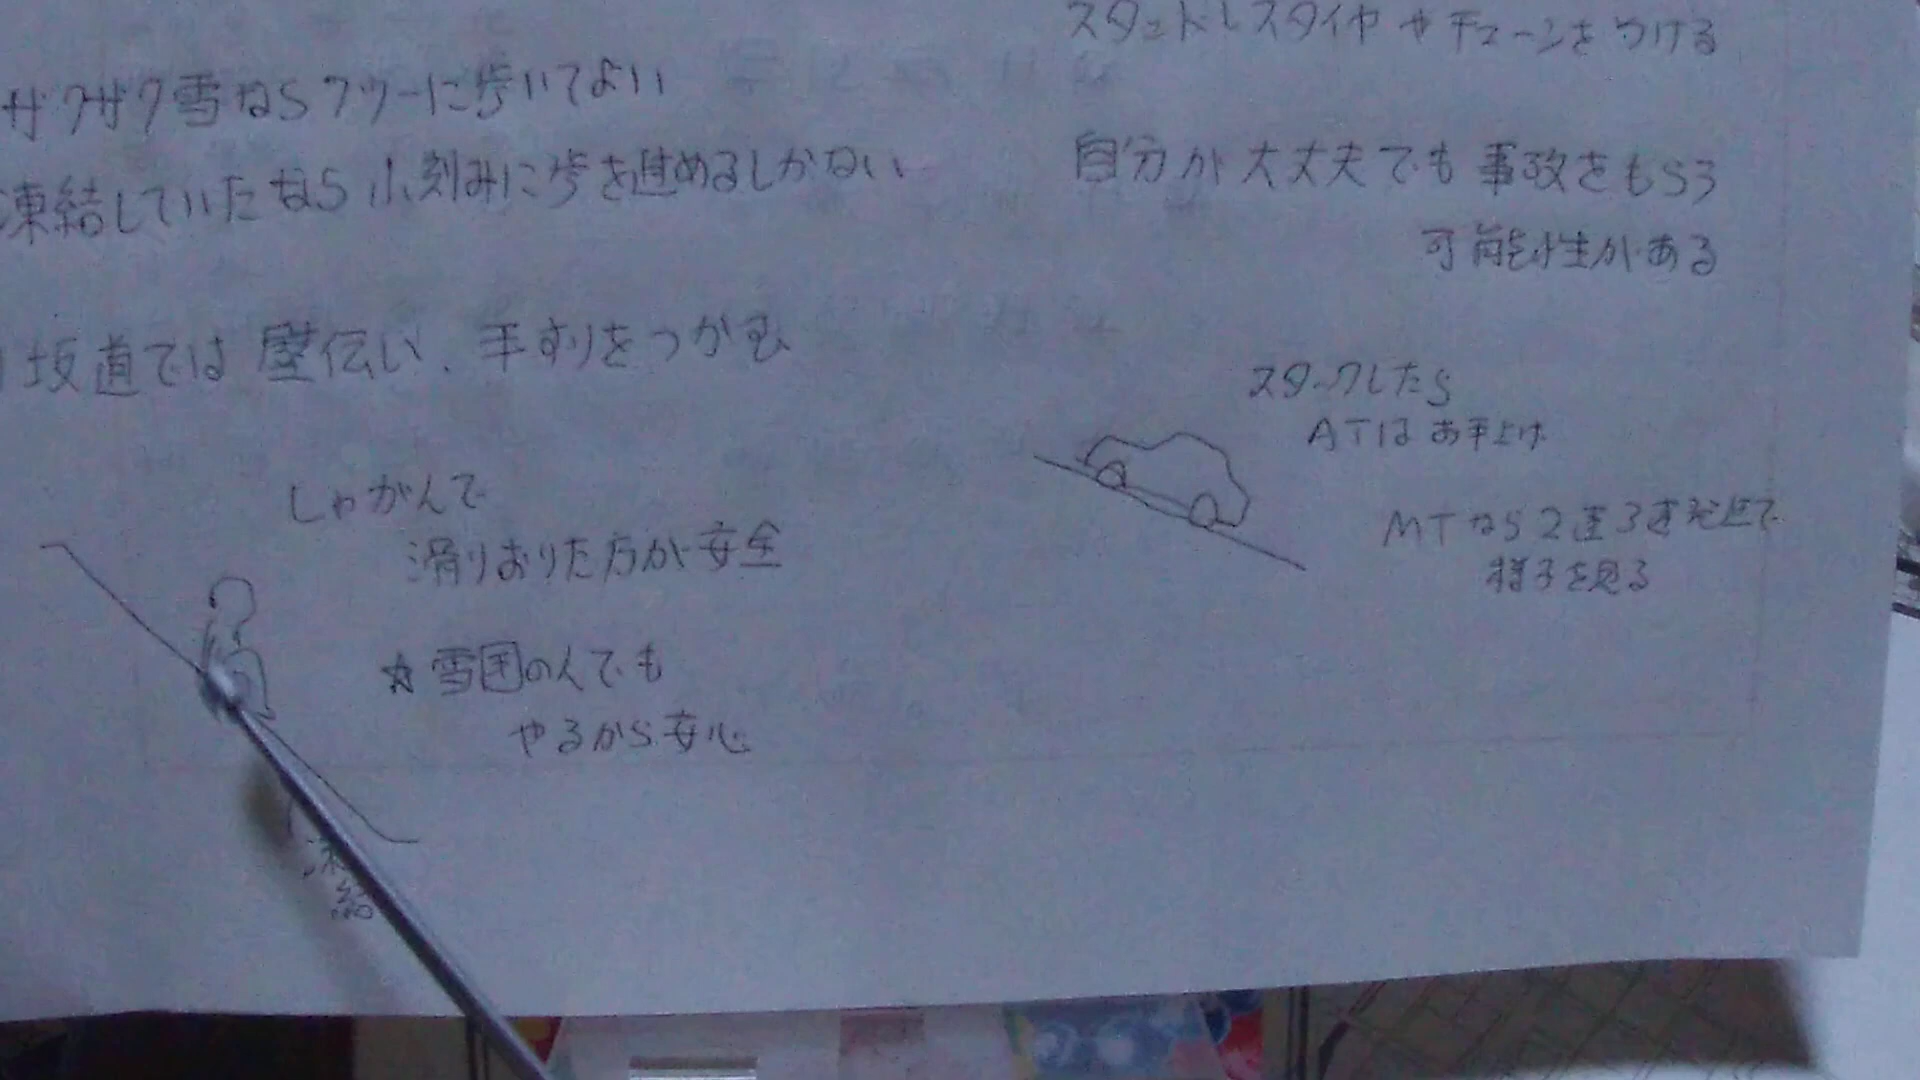 ザクザク雪ならフツーに歩いてよい
凍結していたなら小刻みに歩を進めるしかない
坂道では壁伝い、手すりをつかむ
しゃがんで
滑りおりた方が安全
☆雪国の人でも
やるから安心
凍結
スタッドレスタイヤやチェーンをつける
自分が大丈夫でも事故をもらう
可能性がある
スタックしたら
ATはお手上げ
MTなら2速3速発進で
様子を見る